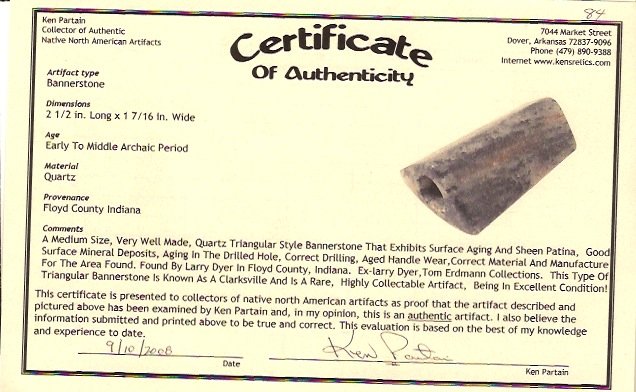 84
Ken Partain
Collector of Authentic
Native North American Artifacts
Certificate
Of Authenticity
7044 Market Street
Dover, Arkansas 72837-9096
Phone (479) 890-9388
Internet www.kensrelics.com
Artifact type
Bannerstone
Dimensions
2 1/2 in. Long x 1 7/16 in. Wide
Age
Early To Middle Archaic Period
Material
Quartz
Provenance
Floyd County Indiana
Comments
A Medium Size, Very Well Made, Quartz Triangular Style Bannerstone That Exhibits Surface Aging And Sheen Patina, Good
Surface Mineral Deposits, Aging In The Drilled Hole, Correct Drilling, Aged Handle Wear,Correct Material And Manufacture
For The Area Found. Found By Larry Dyer In Floyd County, Indiana. Ex-larry Dyer,Tom Erdmann Collections. This Type Of
Triangular Bannerstone Is Known As A Clarksville And Is A Rare, Highly Collectable Artifact, Being In Excellent Condition!
This certificate is presented to collectors of native north American artifacts as proof that the artifact described and
pictured above has been examined by Ken Partain and, in my opinion, this is an authentic artifact. I also believe the
information submitted and printed above to be true and correct. This evaluation is based on the best of my knowledge
and experience to date.
9/10/2008
Ken Partain
Date
Ken Partain